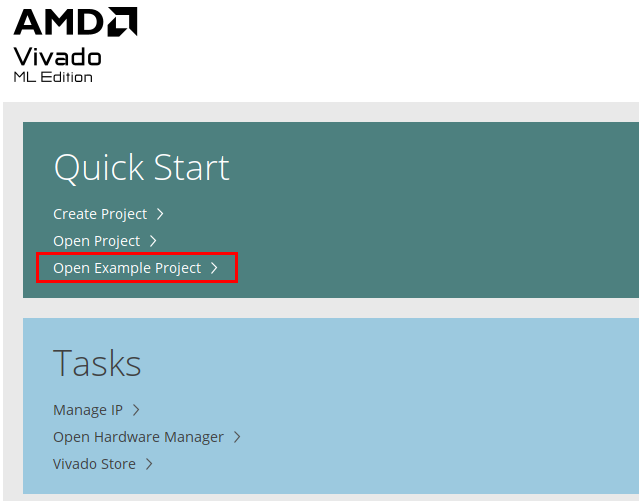 AMD
Vivado
ML Edition
Quick Start
Create Project
Open Project
Open Example Project
Tasks
Manage IP
Open Hardware Manager
Vivado Store